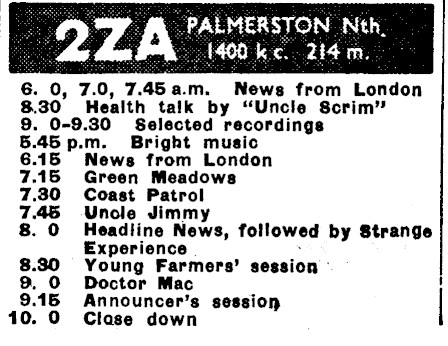 2ZA PALMERSTON Nth.
1400 k c. 214 m.
6. 0, 7.0, 7.45 a.m. News from London
8.30 Health talk by "Uncle Scrim"
9. 0-9.30 Selected recordings
5.45 p.m. Bright music
6.15 News from London
7.15 Green Meadows
7.30 Coast Patrol
7.45 Uncle Jimmy
8. 0 Headline News, followed by Strange
Experience
8.30 Young Farmers' session
9. 0 Doctor Mac
9.15 Announcer's session
10. 0 Close down